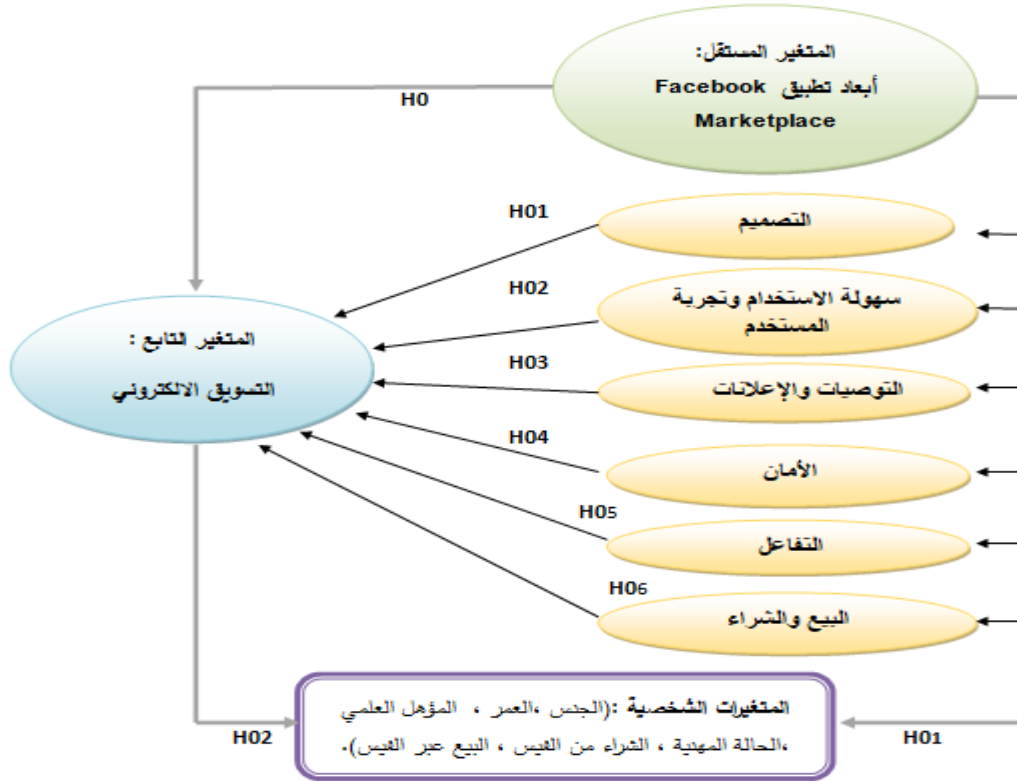 المتغير المستقل:
أبعاد تطبيق Facebook
Marketplace
H0
H01
التصميم
H02
سهولة الاستخدام وتجربة
المستخدم
المتغير التابع :
التسويق الالكتروني
H03
التوصيات والإعلانات
H04
الأمان
H05
التفاعل
H06
البيع والشراء
المتغيرات الشخصية :(الجنس ،العمر ، المؤهل العلمي
،الحالة المهنية ، الشراء من الفيس ، البيع عبر الفيس).
H02
H01